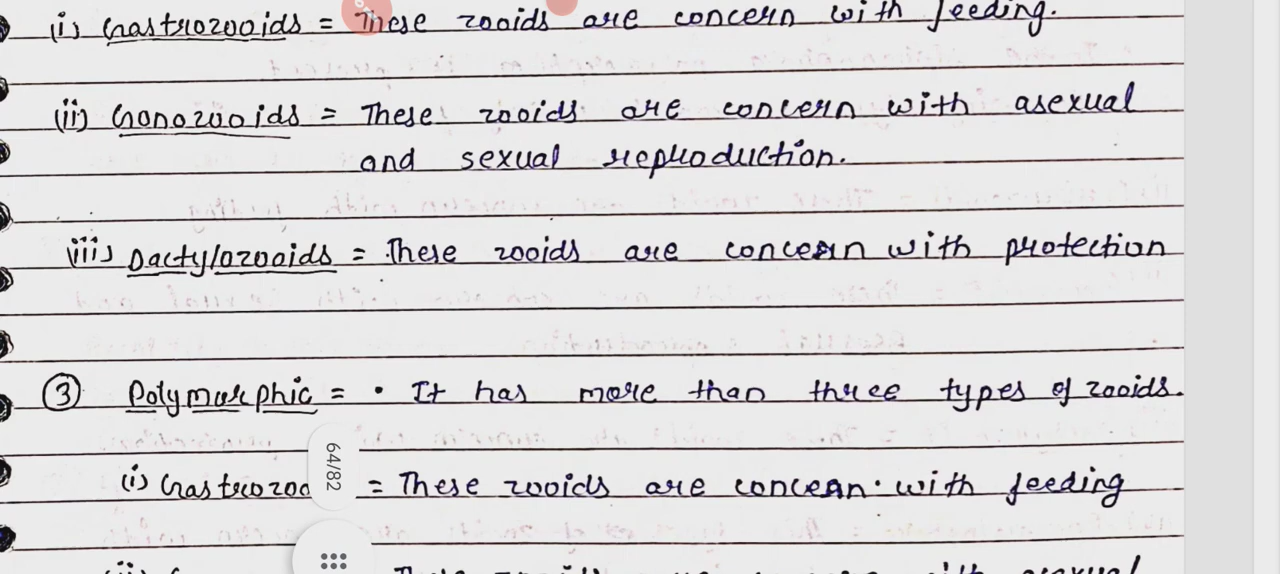 (i) Gastrozooids = These zooids are concern with feeding.
(ii) Gonozooids = These zooids are concern with asexual
and sexual reproduction.
(iii) Dactylozooids = These zooids are concern with protection
③ Polymorphic = • It has more than three types of zooids.
(i) Gastrozoo = These zooids are concern with feeding
64/82